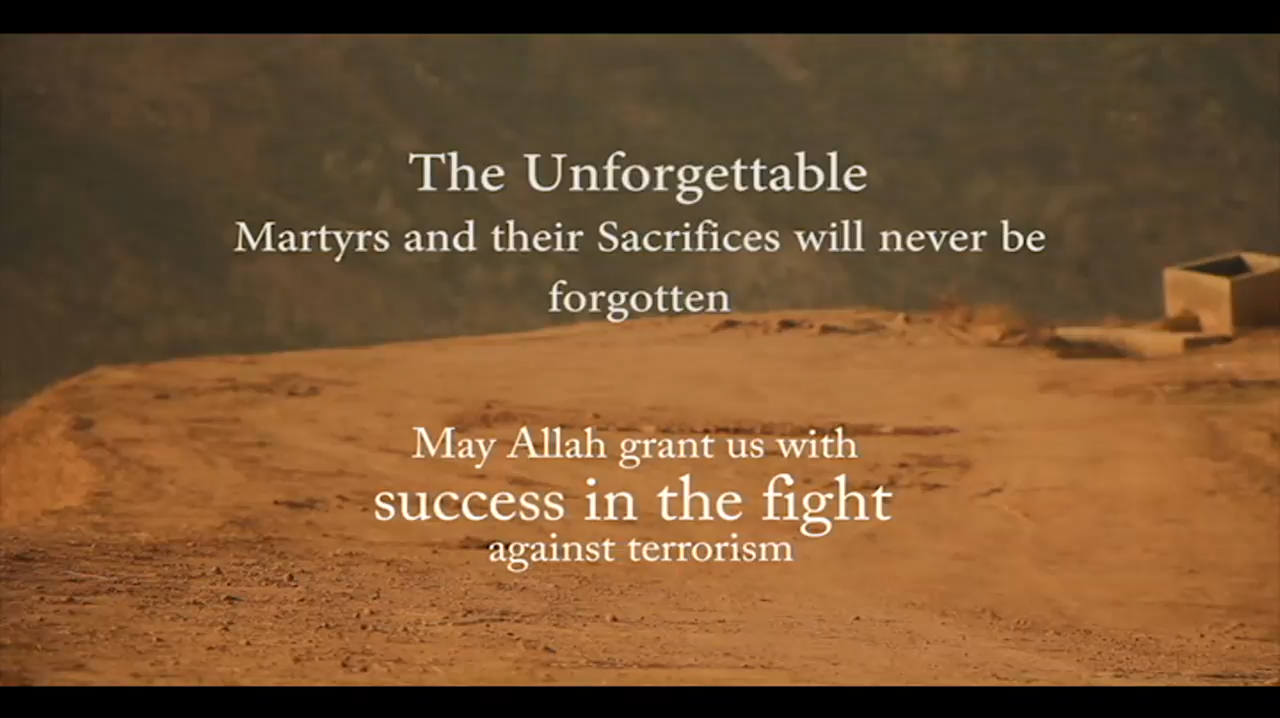 The Unforgettable
Martyrs and their Sacrifices will never be
forgotten
May Allah grant us with
success in the fight
against terrorism